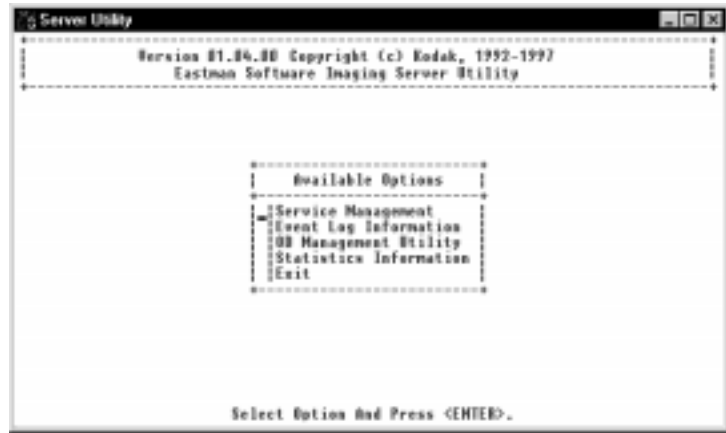 Server Utility
Version 01.04.00 Copyright (c) Kodak, 1992-1997
Eastman Software Imaging Server Utility
Available Options
Service Management
Event Log Information
Management Utility
Statistics Information
Exit
Select Option And Press <ENTER>.